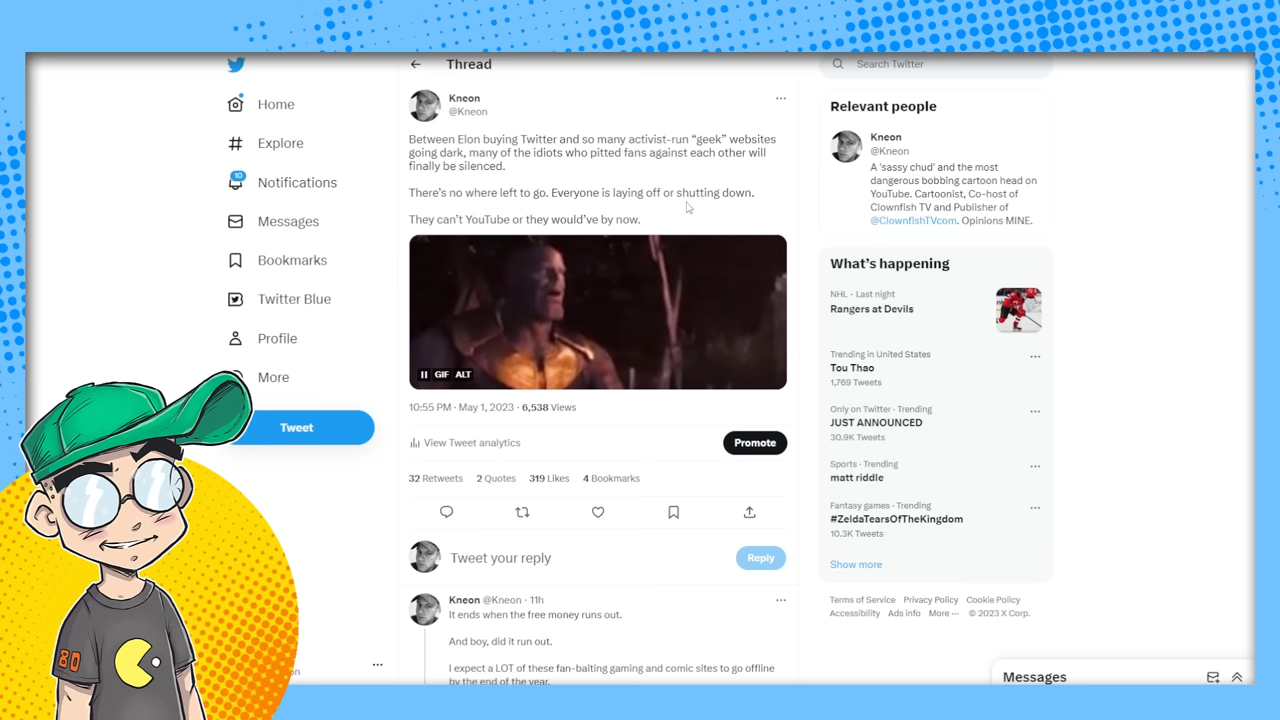 Thread
Search Twitter
Home
Explore
10
Notifications
Messages
Bookmarks
Twitter Blue
Profile
More
Tweet
Kneon
@Kneon
Between Elon buying Twitter and so many activist-run “geek” websites
going dark, many of the idiots who pitted fans against each other will
finally be silenced.
There’s no where left to go. Everyone is laying off or shutting down.
They can’t YouTube or they would’ve by now.
GIF ALT
10:55 PM · May 1, 2023 · 6,538 Views
View Tweet analytics
Promote
32 Retweets 2 Quotes 319 Likes 4 Bookmarks
Tweet your reply
Reply
Kneon @Kneon · 11h
It ends when the free money runs out.
And boy, did it run out.
I expect a LOT of these fan-baiting gaming and comic sites to go offline
by the end of the year.
Relevant people
Kneon
@Kneon
A 'sassy chud' and the most
dangerous bobbing cartoon head on
YouTube. Cartoonist, Co-host of
Clownfish TV and Publisher of
@ClownfishTVcom. Opinions MINE.
What’s happening
NHL · Last night
Rangers at Devils
Trending in United States
Tou Thao
1,769 Tweets
Only on Twitter · Trending
JUST ANNOUNCED
30.9K Tweets
Sports · Trending
matt riddle
Fantasy games · Trending
#ZeldaTearsOfTheKingdom
10.3K Tweets
Show more
Terms of Service Privacy Policy Cookie Policy
Accessibility Ads info More ··· © 2023 X Corp.
Messages
80